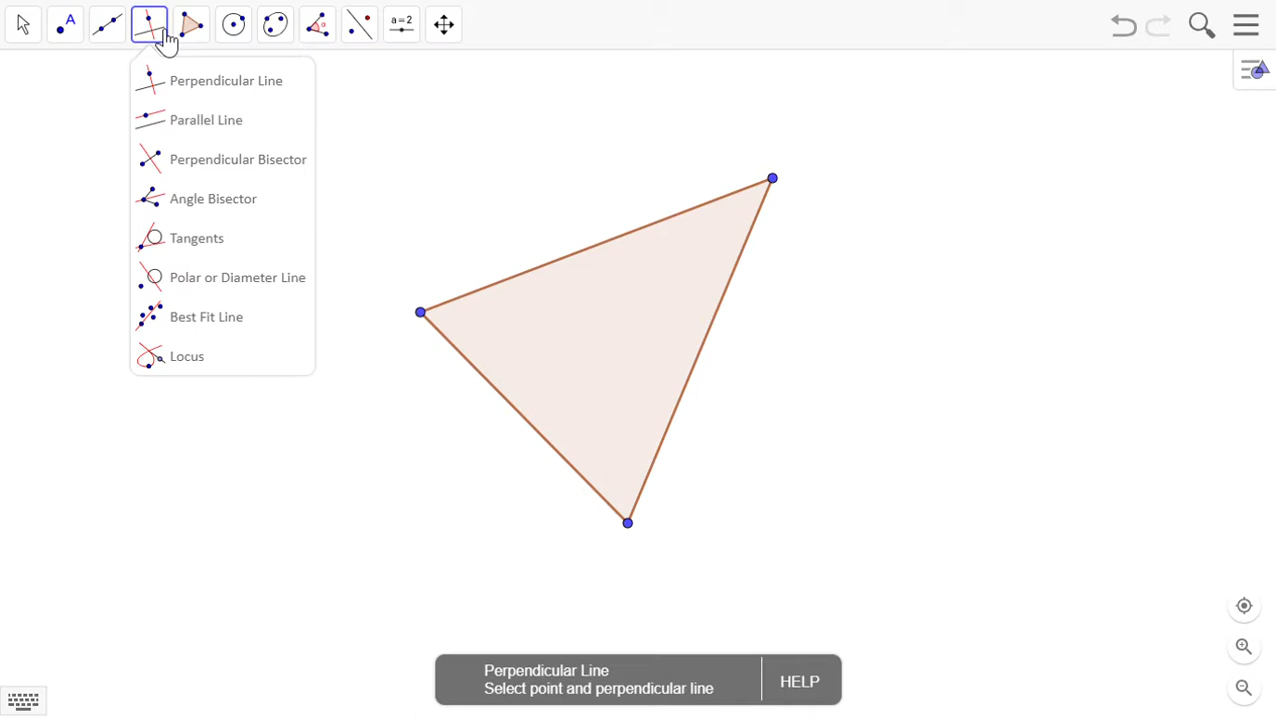 A
a=2
Perpendicular Line
Parallel Line
Perpendicular Bisector
Angle Bisector
Tangents
Polar or Diameter Line
Best Fit Line
Locus
Perpendicular Line
Select point and perpendicular line
HELP